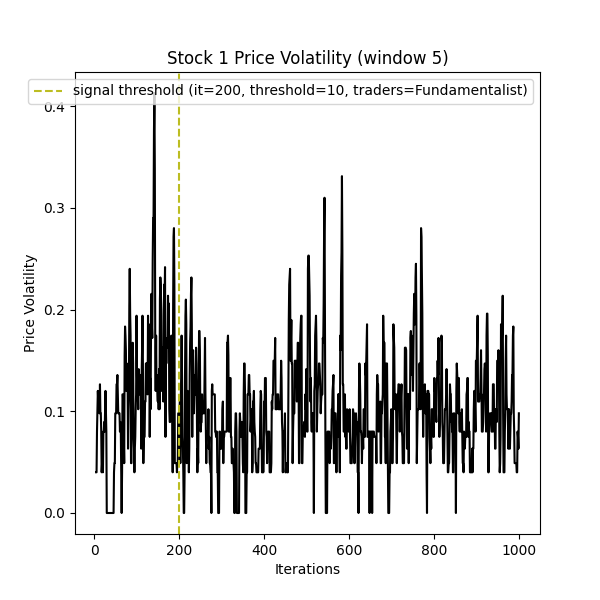 Stock 1 Price Volatility (window 5)
signal threshold (it=200, threshold=10, traders=Fundamentalist)
0.4
0.3
0.2
0.1
0.0
Price Volatility
0 200 400 600 800 1000
Iterations